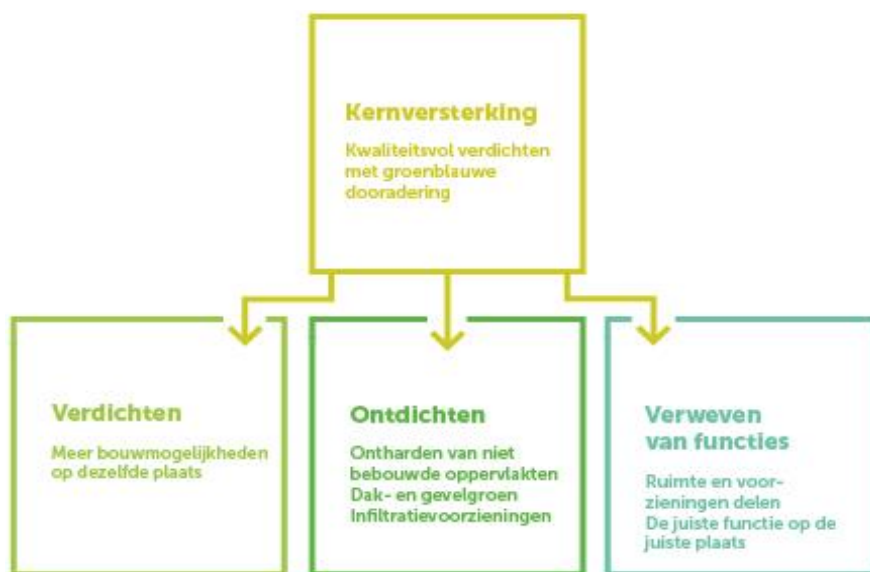 Kernversterking
Kwaliteitsvol verdichten
met groenblauwe
dooradering
Verdichten
Meer bouwmogelijkheden
op dezelfde plaats
Ontdichten
Ontharden van niet
bebouwde oppervlakten
Dak- en gevelgroen
Infiltratievoorzieningen
Verweven
van functies
Ruimte en voor-
zieningen delen
De juiste functie op de
juiste plaats